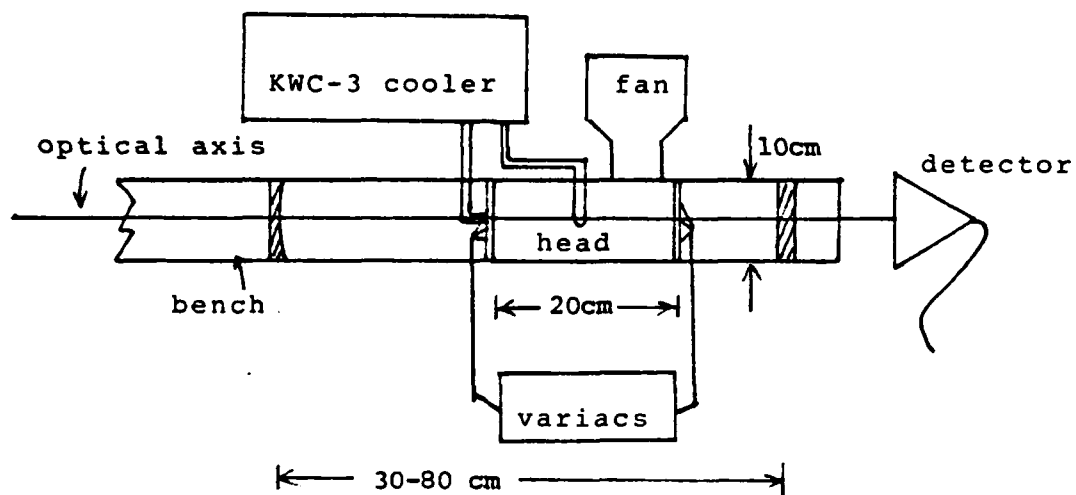 KWC-3 cooler
fan
optical axis
10cm
detector
head
bench
20cm
variacs
30-80 cm